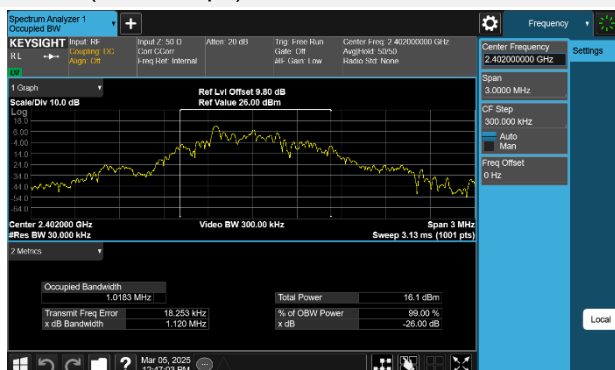 Spectrum Analyzer 1
Occupied BW
Frequency
KEYSIGHT Input: RF Input Z: 50 Ω Atten: 20 dB Trig: Free Run Center Freq: 2.402000000 GHz
RL Coupling: DC Corr CCorr Gate: Off Avg|Hold: 50/50
Align: Off Freq Ref: Internal #IF Gain: Low Radio Std: None
Center Frequency
2.402000000 GHz
Settings
Span
3.0000 MHz
CF Step
300.000 kHz
Auto
Man
Freq Offset
0 Hz
Local
1 Graph
Ref Lvl Offset 9.80 dB
Scale/Div 10.0 dB Ref Value 26.00 dBm
Log
16.0
6.00
-4.00
-14.0
-24.0
-34.0
-44.0
-54.0
-64.0
Center 2.402000 GHz Video BW 300.00 kHz Span 3 MHz
#Res BW 30.000 kHz Sweep 3.13 ms (1001 pts)
2 Metrics
Occupied Bandwidth
1.0183 MHz Total Power 16.1 dBm
Transmit Freq Error 18.253 kHz % of OBW Power 99.00 %
x dB Bandwidth 1.120 MHz x dB -26.00 dB
Mar 05, 2025